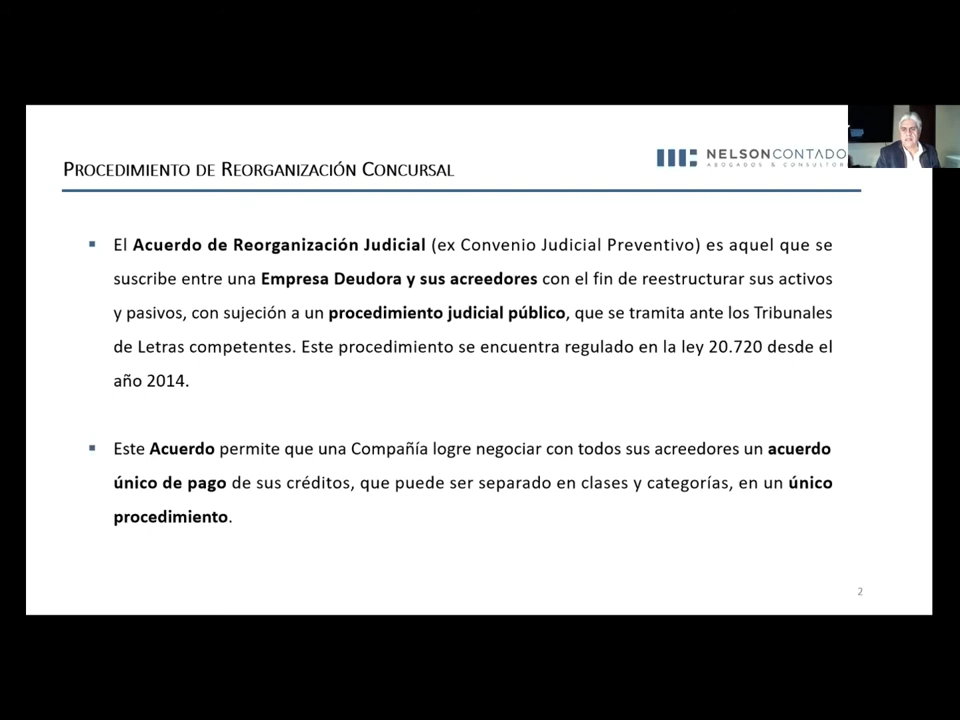 PROCEDIMIENTO DE REORGANIZACIÓN CONCURSAL
NELSONCONTADO
ABOGADOS & CONSULTOR
▪ El Acuerdo de Reorganización Judicial (ex Convenio Judicial Preventivo) es aquel que se
suscribe entre una Empresa Deudora y sus acreedores con el fin de reestructurar sus activos
y pasivos, con sujeción a un procedimiento judicial público, que se tramita ante los Tribunales
de Letras competentes. Este procedimiento se encuentra regulado en la ley 20.720 desde el
año 2014.
▪ Este Acuerdo permite que una Compañía logre negociar con todos sus acreedores un acuerdo
único de pago de sus créditos, que puede ser separado en clases y categorías, en un único
procedimiento.
2